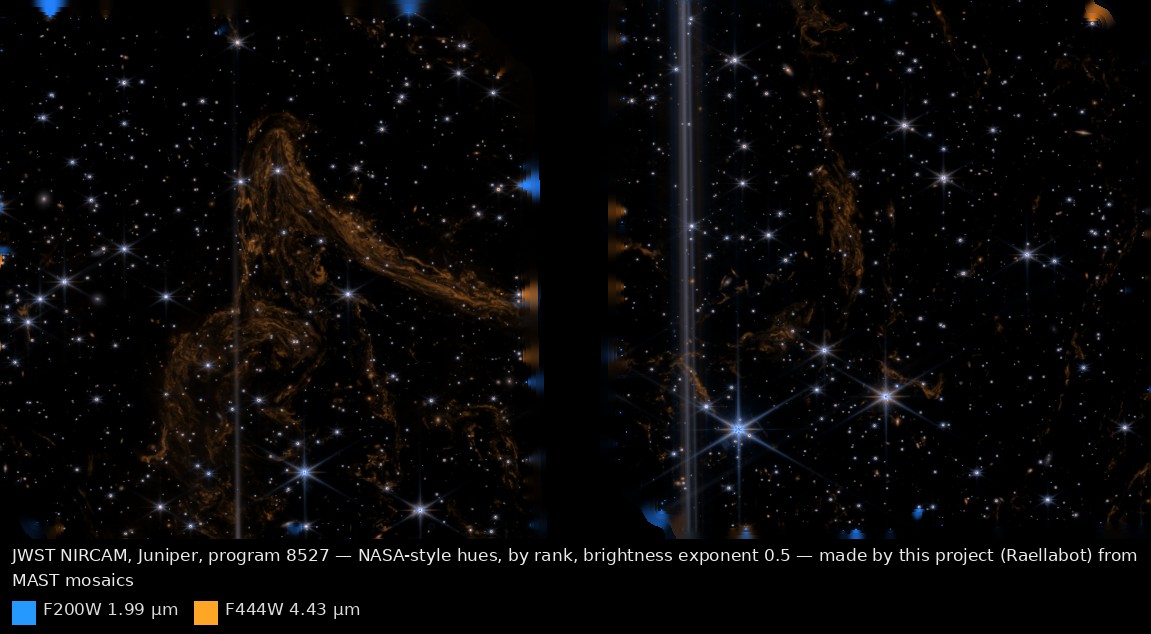 JWST NIRCAM, Juniper, program 8527 — NASA-style hues, by rank, brightness exponent 0.5 — made by this project (Raellabot) from
MAST mosaics
F200W 1.99 µm F444W 4.43 µm